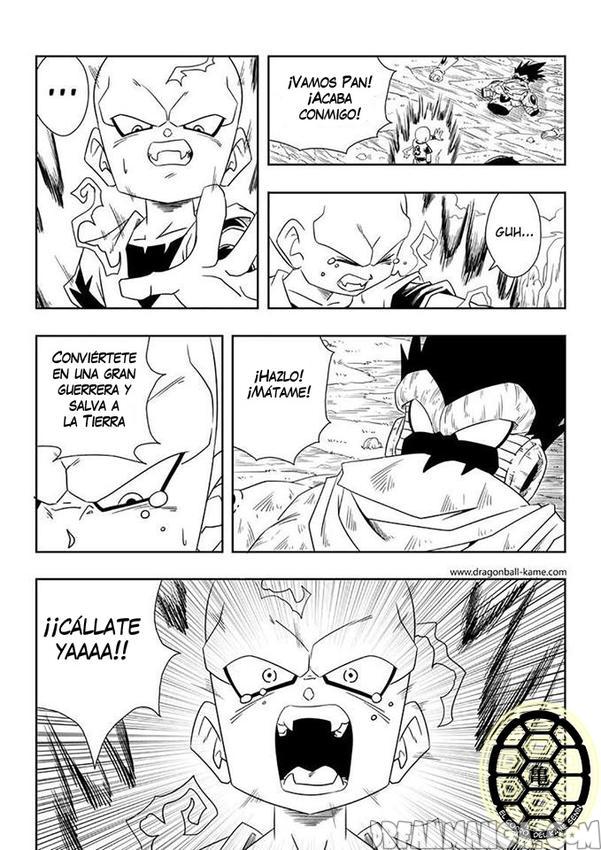 ...
¡VAMOS PAN!
¡ACABA
CONMIGO!
GUH...
CONVIÉRTETE
EN UNA GRAN
GUERRERA Y
SALVA A
LA TIERRA
¡HAZLO!
¡MÁTAME!
www.dragonball-kame.com
¡¡CÁLLATE
YAAAA!!
亀